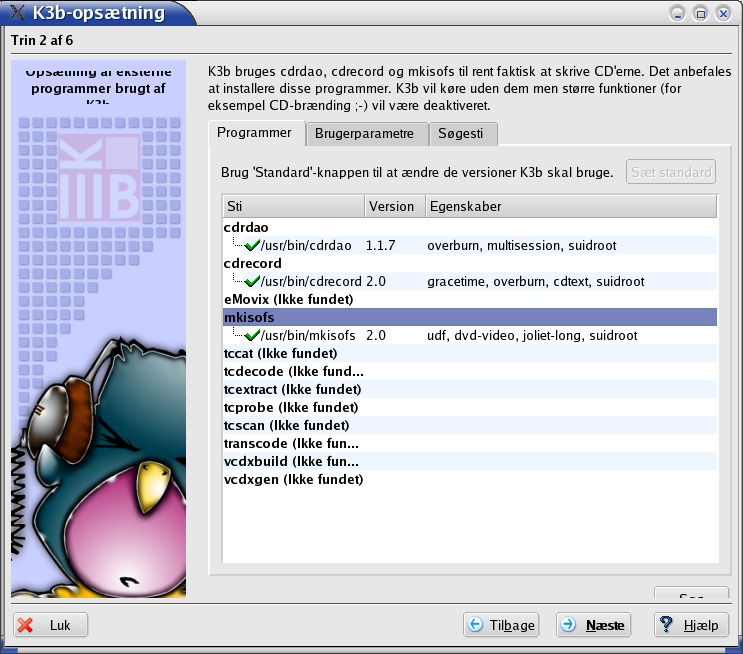 K3b-opsætning
Trin 2 af 6
Opsætning af eksterne
programmer brugt af
K3b
K3b bruges cdrdao, cdrecord og mkisofs til rent faktisk at skrive CD'erne. Det anbefales
at installere disse programmer. K3b vil køre uden dem men større funktioner (for
eksempel CD-brænding ;-) vil være deaktiveret.
Programmer Brugerparametre Søgesti
Brug 'Standard'-knappen til at ændre de versioner K3b skal bruge. Sæt standard
Sti Version Egenskaber
cdrdao
/usr/bin/cdrdao 1.1.7 overburn, multisession, suidroot
cdrecord
/usr/bin/cdrecord 2.0 gracetime, overburn, cdtext, suidroot
eMovix (Ikke fundet)
mkisofs
/usr/bin/mkisofs 2.0 udf, dvd-video, joliet-long, suidroot
tccat (Ikke fundet)
tcdecode (Ikke fund...
tcextract (Ikke fundet)
tcprobe (Ikke fundet)
tcscan (Ikke fundet)
transcode (Ikke fun...
vcdxbuild (Ikke fun...
vcdxgen (Ikke fundet)
Luk Tilbage Næste Hjælp